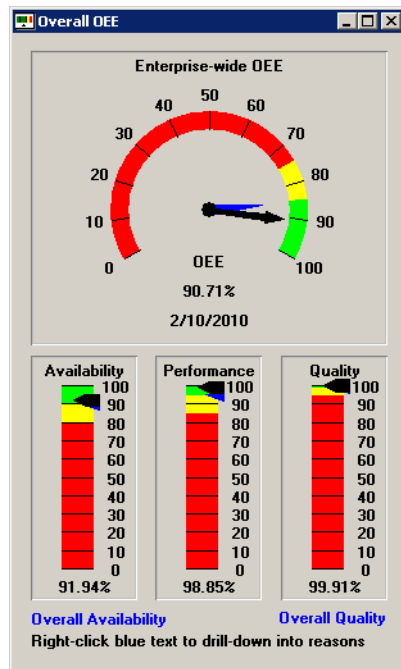 Overall OEE
Enterprise-wide OEE
50
40 60
30 70
20 80
10 90
0 100
OEE
90.71%
2/10/2010
Availability Performance Quality
100 100 100
90 90 90
80 80 80
70 70 70
60 60 60
50 50 50
40 40 40
30 30 30
20 20 20
10 10 10
0 0 0
91.94% 98.85% 99.91%
Overall Availability Overall Quality
Right-click blue text to drill-down into reasons